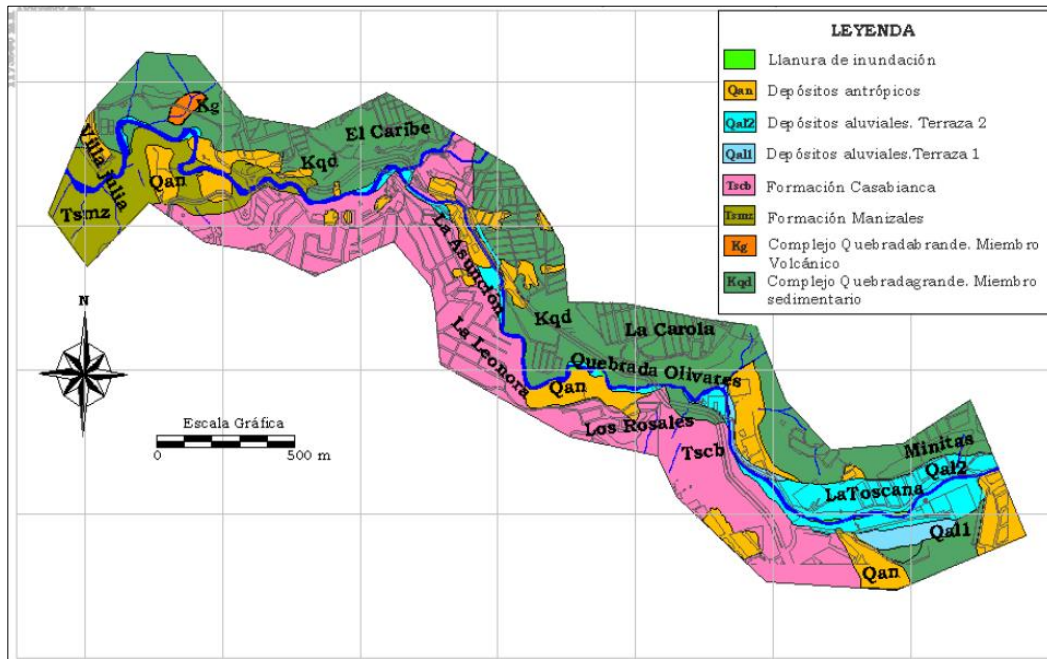 LEYENDA
Llanura de inundación
Qan Depósitos antrópicos
Qal2 Depósitos aluviales. Terraza 2
Qal1 Depósitos aluviales.Terraza 1
Tscb Formación Casabianca
Tsmz Formación Manizales
Kg Complejo Quebradabrande. Miembro
Volcánico
Kqd Complejo Quebradagrande. Miembro
sedimentario
Kg
El Caribe
Kqd
Villa Julia
Qan
Tsmz
La Asunción
Kqd
La Carola
La Leonora
Quebrada Olivares
Qan
Los Rosales
Tscb
Minitas
Qal2
LaToscana
Qal1
Qan
N
Escala Gráfica
0 500 m